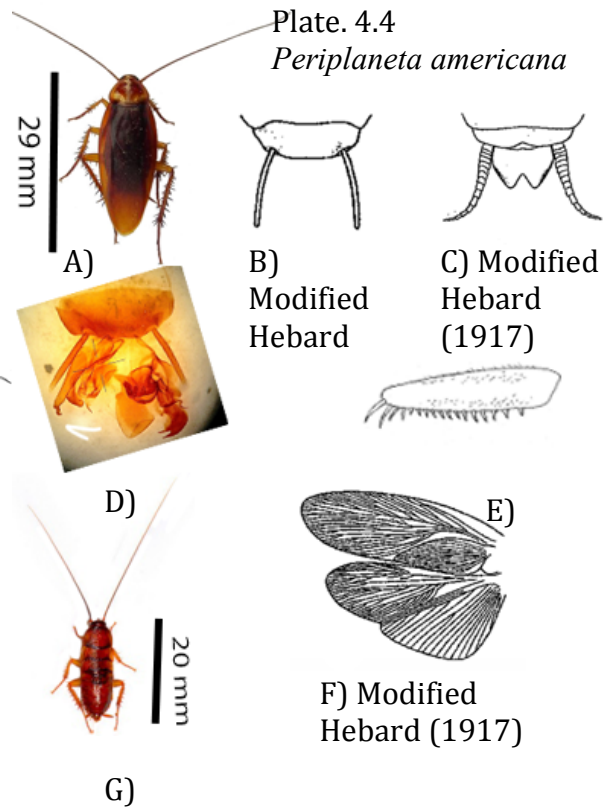 Plate. 4.4
Periplaneta americana
29 mm
A)
B)
Modified
Hebard
C) Modified
Hebard
(1917)
D)
E)
20 mm
F) Modified
Hebard (1917)
G)